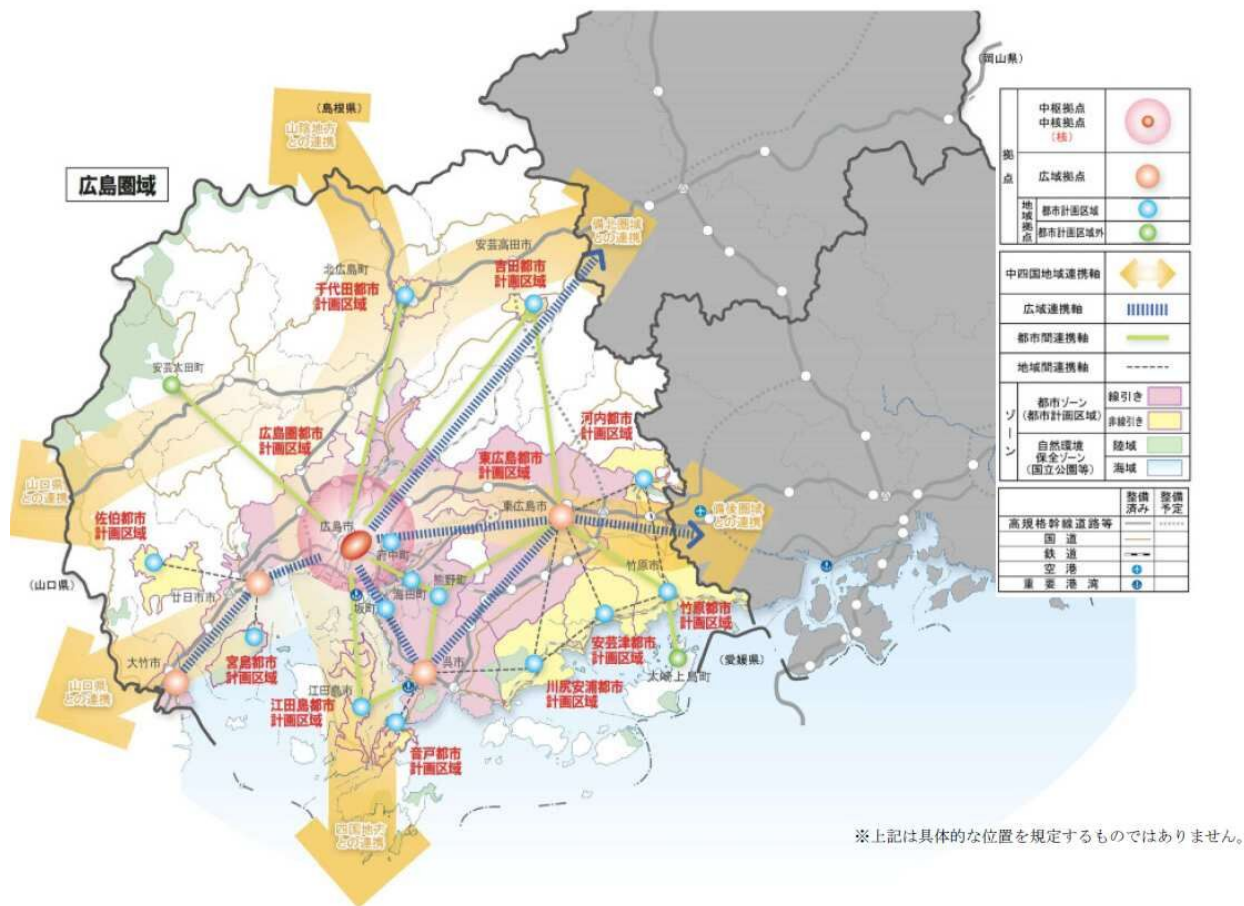 (岡山県)
(島根県)
山陰地方
との連携
広島圏域
備北圏域
との連携
安芸高田市
北広島町
吉田都市
計画区域
千代田都市
計画区域
安芸太田町
河内都市
計画区域
広島圏都市
計画区域
東広島都市
計画区域
山口県
との連携
東広島市
備後圏域
との連携
佐伯都市
計画区域
広島市
府中町
(山口県)
熊野町
海田町
竹原市
廿日市市
坂町
竹原都市
計画区域
安芸津都市
計画区域
(愛媛県)
大竹市
宮島都市
計画区域
呉市
大崎上島町
山口県
との連携
江田島市
江田島都市
計画区域
川尻安浦都市
計画区域
音戸都市
計画区域
四国地方
との連携
拠点
中枢拠点
中核拠点
(核)
広域拠点
地域拠点
都市計画区域
都市計画区域外
中四国地域連携軸
広域連携軸
都市間連携軸
地域間連携軸
ゾーン
都市ゾーン
(都市計画区域)
線引き
非線引き
自然環境
保全ゾーン
(国立公園等)
陸域
海域
整備
済み
整備
予定
高規格幹線道路等
国道
鉄道
空港
重要港湾
※上記は具体的な位置を規定するものではありません。